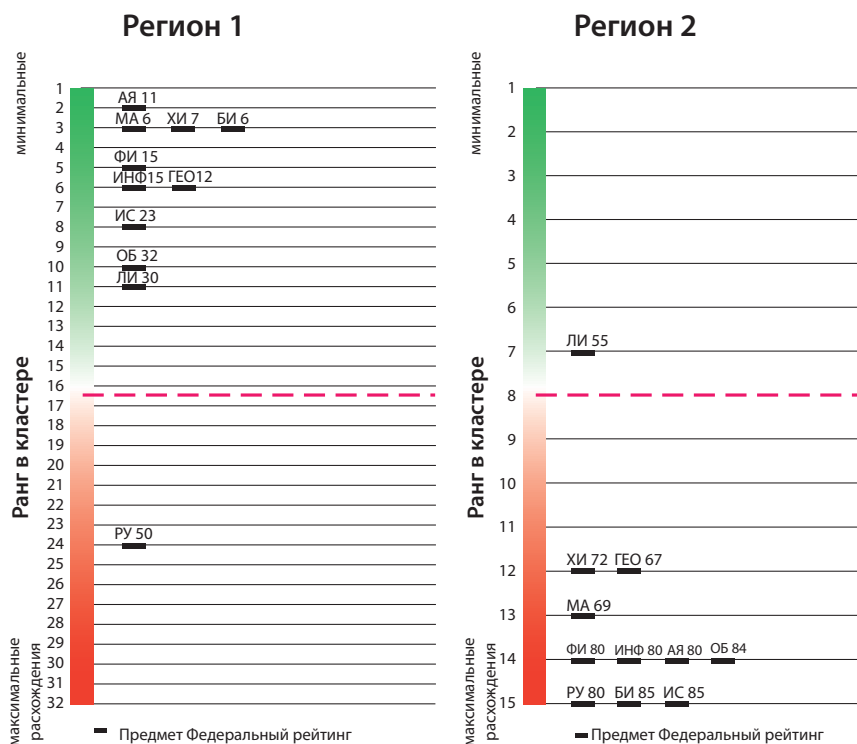 Регион 1
минимальные
Ранг в кластере
максимальные
расхождения
1
2
3
4
5
6
7
8
9
10
11
12
13
14
15
16
17
18
19
20
21
22
23
24
25
26
27
28
29
30
31
32
АЯ 11
МА 6 ХИ 7 БИ 6
ФИ 15
ИНФ15 ГЕО12
ИС 23
ОБ 32
ЛИ 30
РУ 50
Предмет Федеральный рейтинг
Регион 2
минимальные
Ранг в кластере
максимальные
расхождения
1
2
3
4
5
6
7
8
9
10
11
12
13
14
15
ЛИ 55
ХИ 72 ГЕО 67
МА 69
ФИ 80 ИНФ 80 АЯ 80 ОБ 84
РУ 80 БИ 85 ИС 85
Предмет Федеральный рейтинг